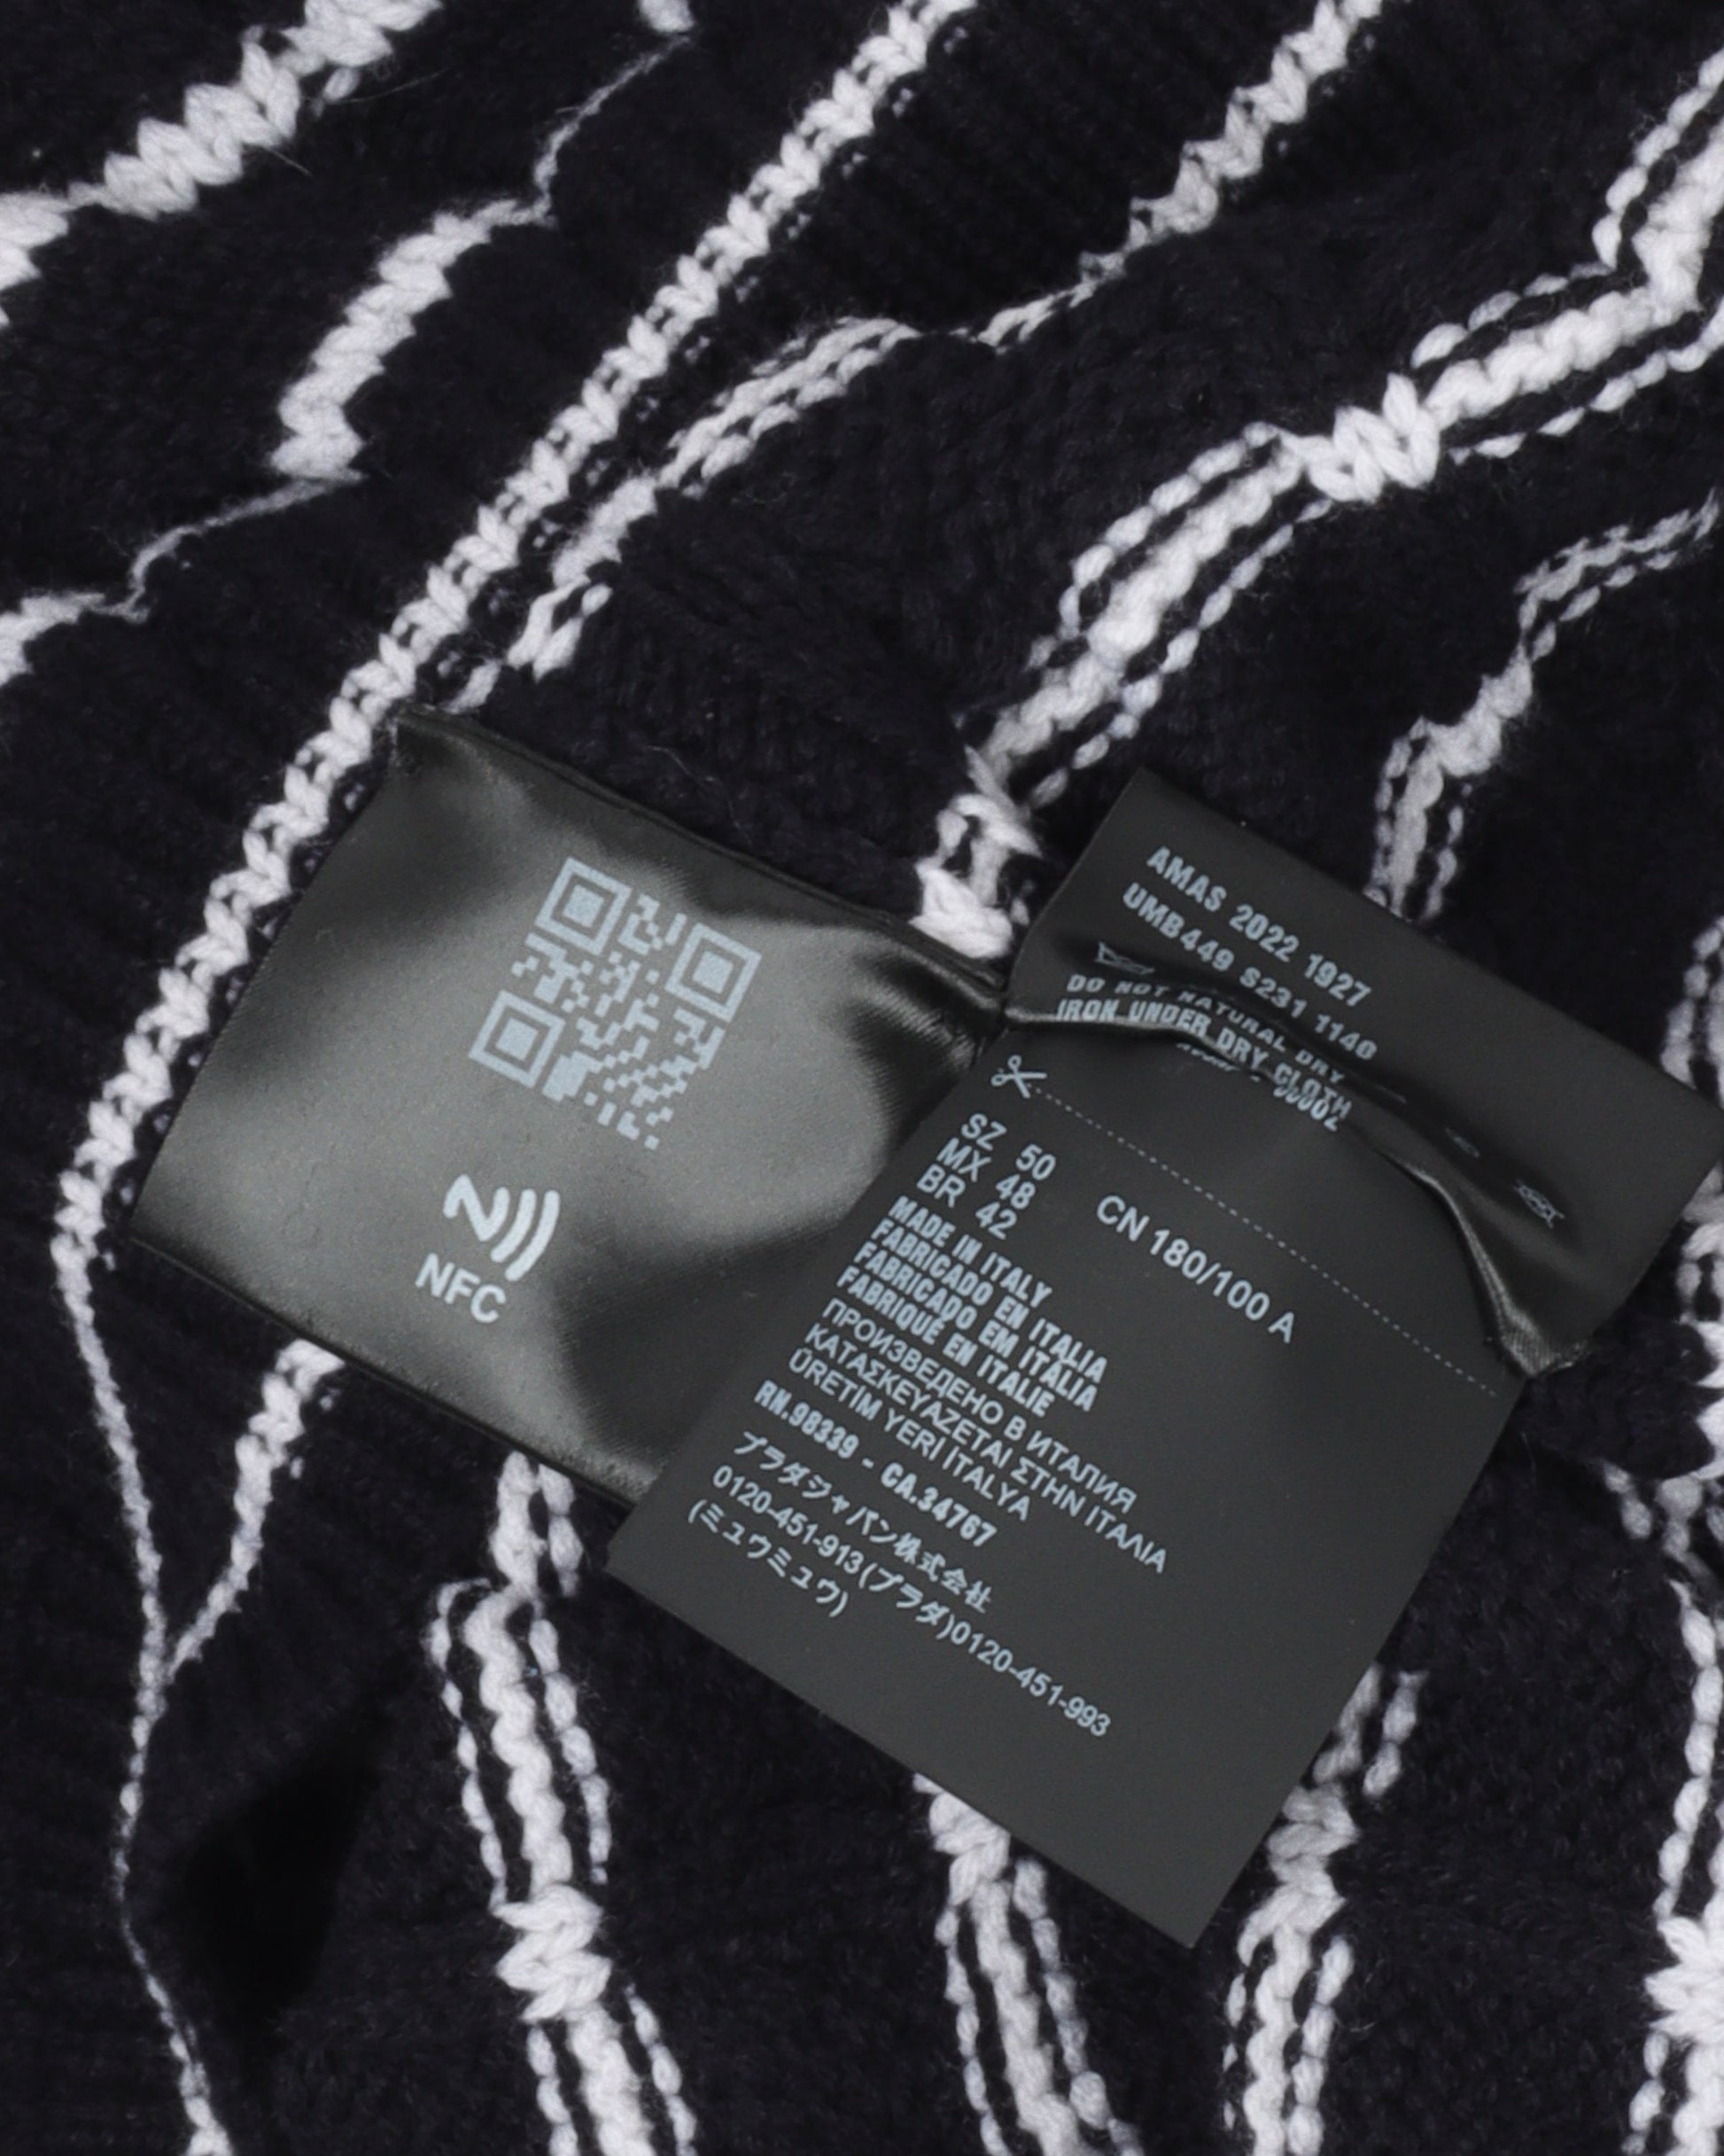 NFC
AMAS 2022 1927
UMB449 S231 1140
DO NOT NATURAL DRY
IRON UNDER DRY CLOTH
SZ 50
MX 48
BR 42
CN 180/100 A
MADE IN ITALY
FABRICADO EN ITALIA
FABRICADO EM ITALIA
FABRIQUÉ EN ITALIE
ПРОИЗВЕДЕНО В ИТАЛИЯ
ΚΑΤΑΣΚΕΥΑΖΕΤΑΙ ΣΤΗΝ ΙΤΑΛΙΑ
ÜRETİM YERİ İTALYA
RN.98339 - CA.34767
プラダジャパン株式会社
0120-451-913(プラダ)0120-451-993
(ミュウミュウ)